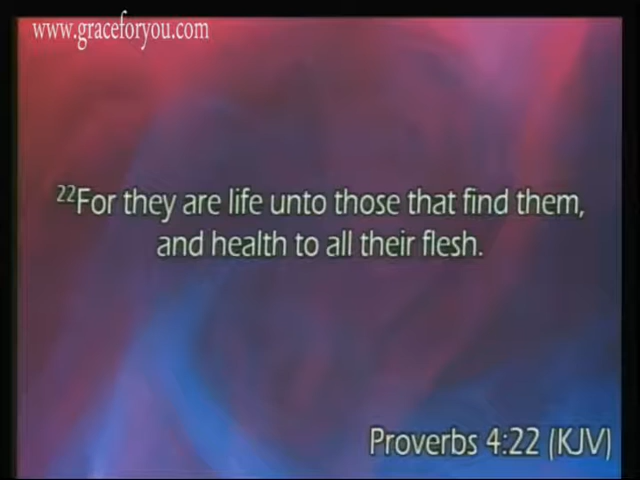 www.graceforyou.com
²²For they are life unto those that find them,
and health to all their flesh.
Proverbs 4:22 (KJV)